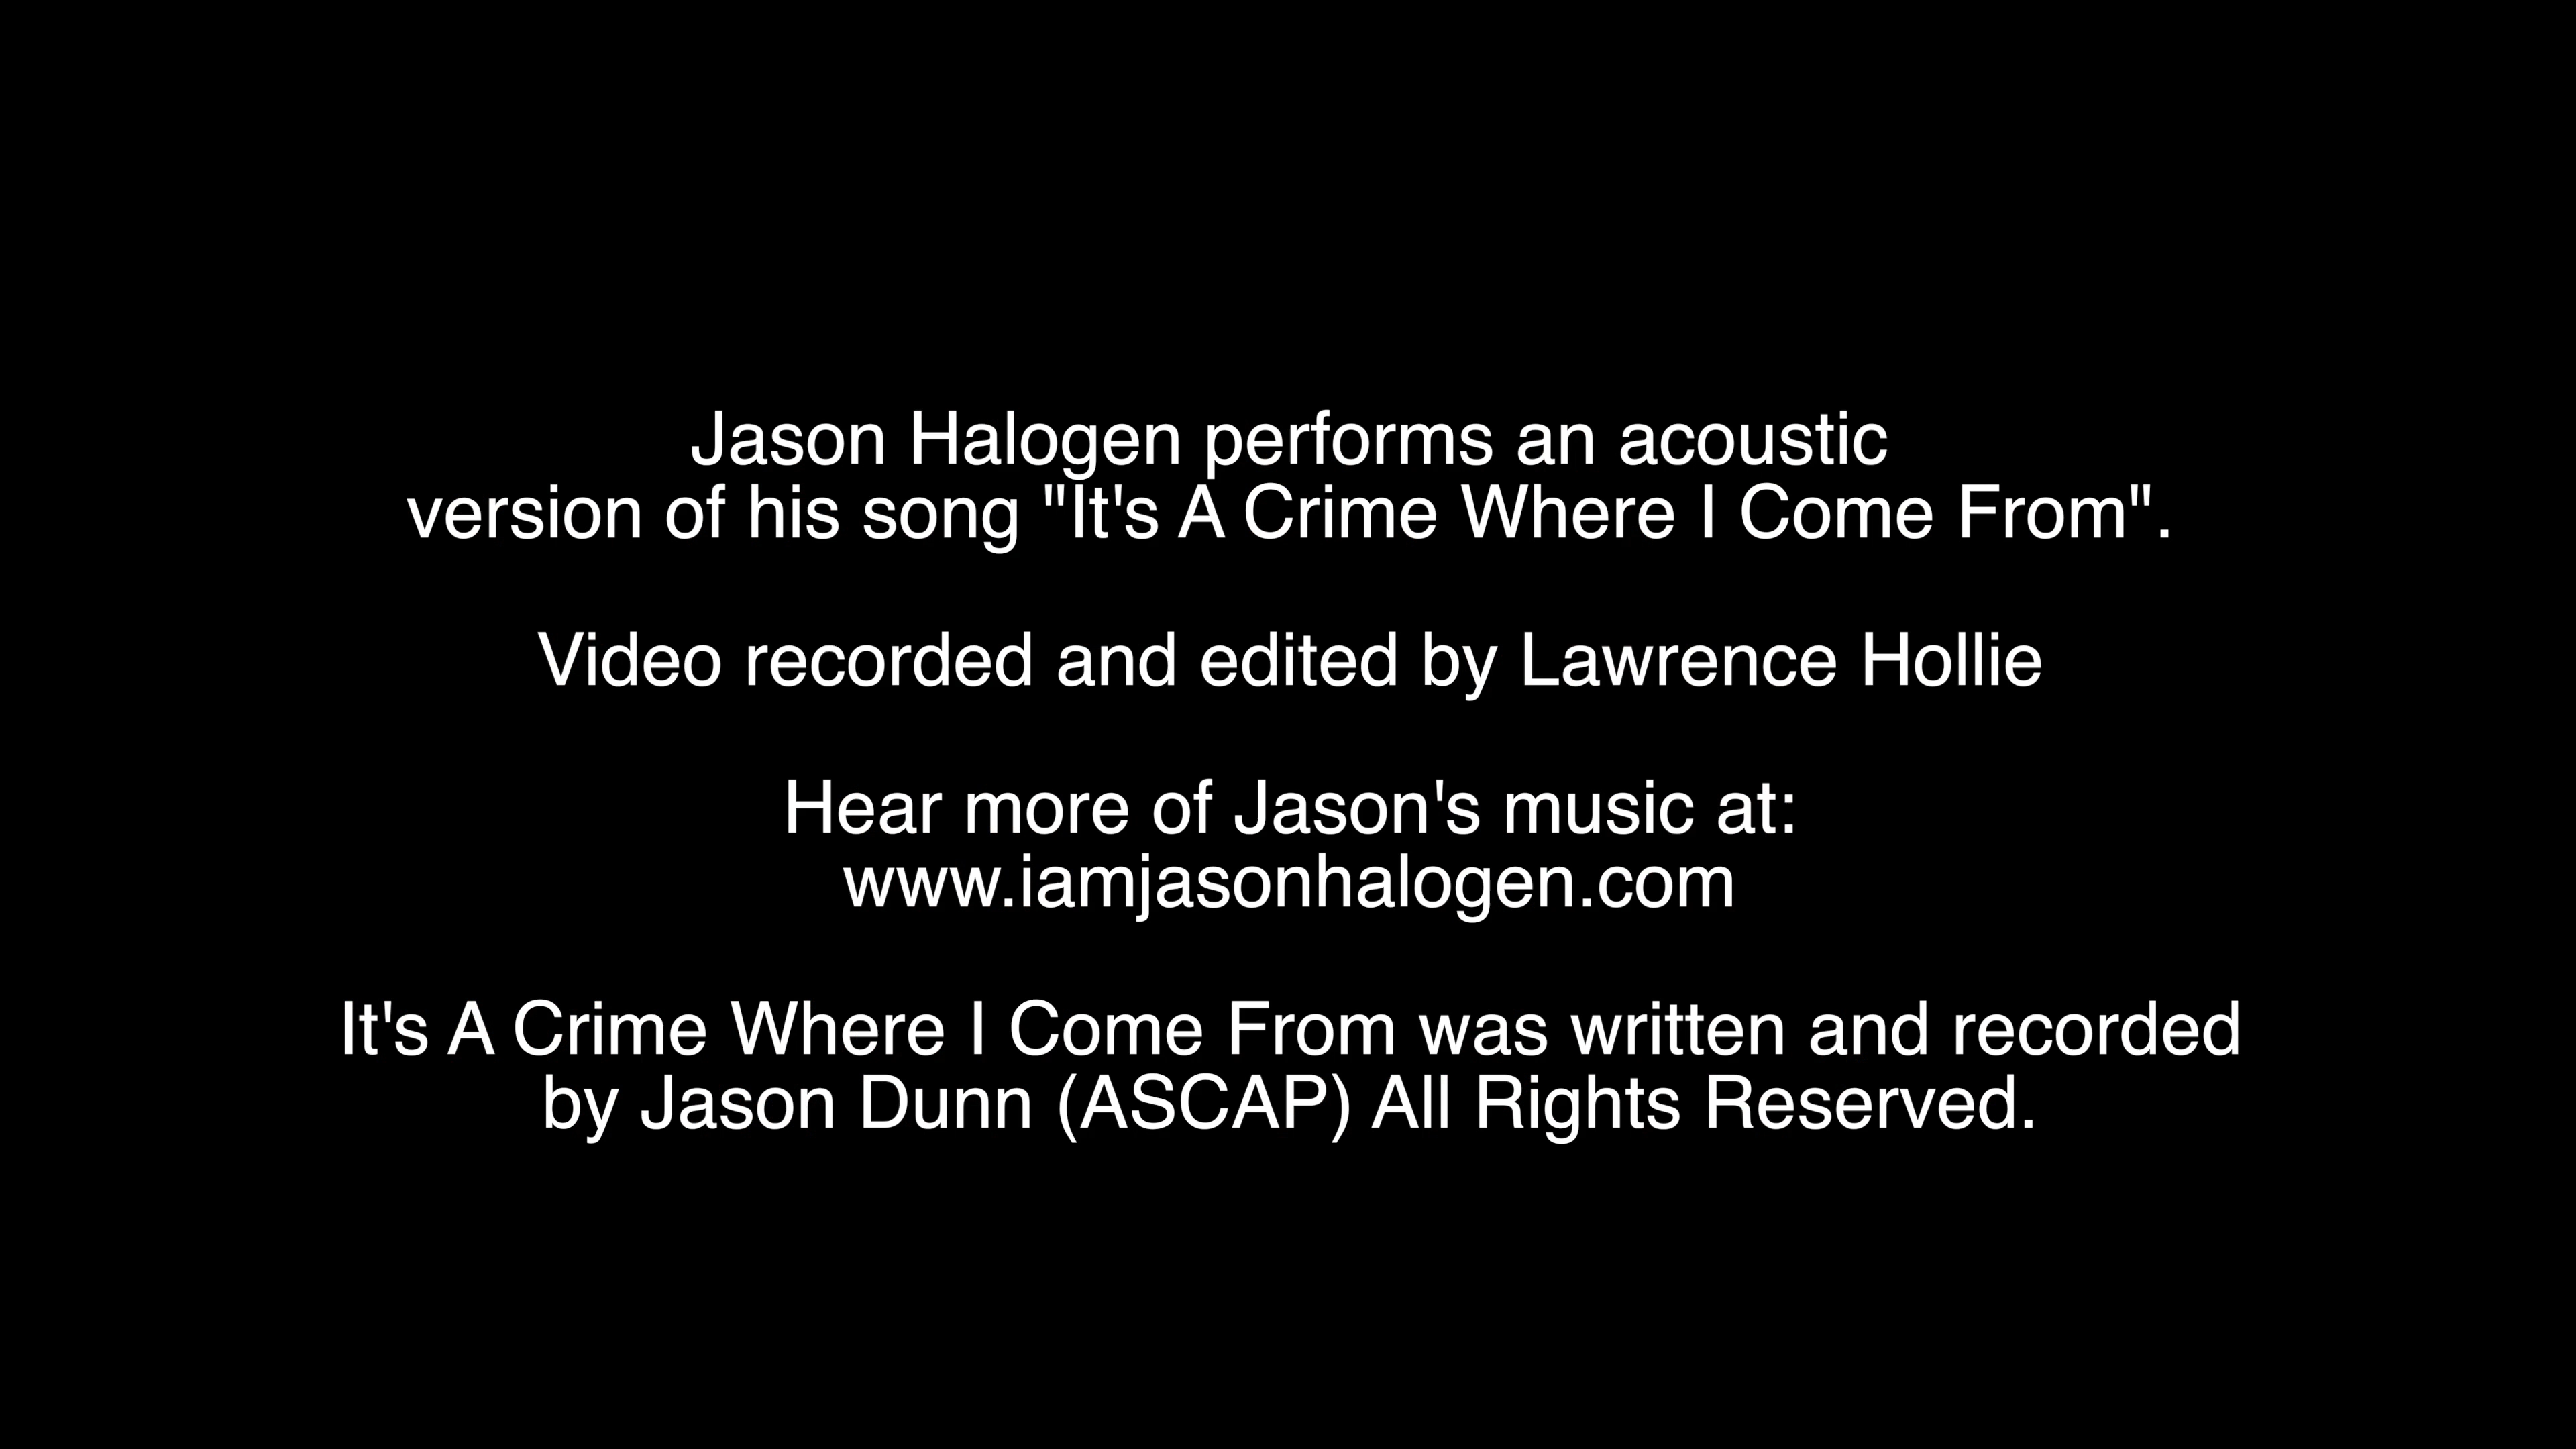 Jason Halogen performs an acoustic
version of his song "It's A Crime Where I Come From".
Video recorded and edited by Lawrence Hollie
Hear more of Jason's music at:
www.iamjasonhalogen.com
It's A Crime Where I Come From was written and recorded
by Jason Dunn (ASCAP) All Rights Reserved.